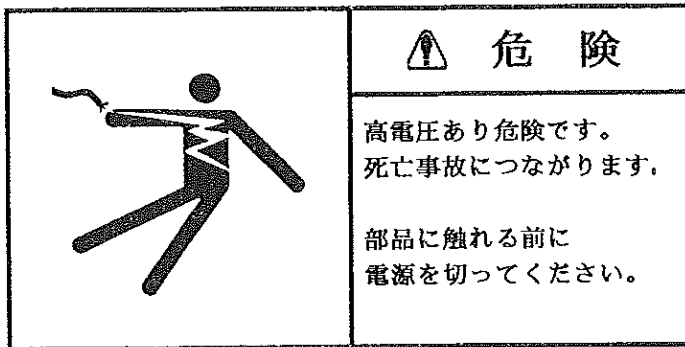 危険
高電圧あり危険です。
死亡事故につながります.
部品に触れる前に
電源を切ってください。